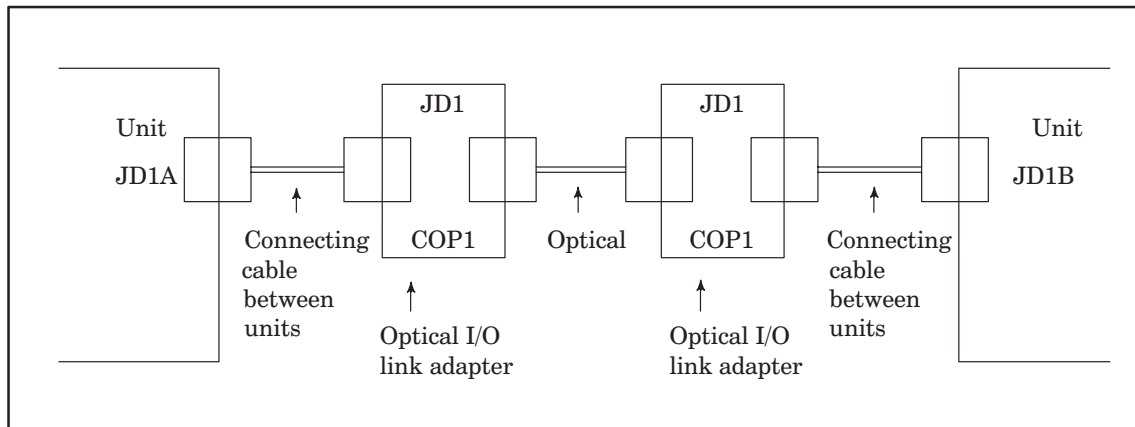 JD1
JD1
Unit
Unit
JD1A
JD1B
COP1
COP1
Connecting
cable
between
units
Optical
Connecting
cable
between
units
Optical I/O
link adapter
Optical I/O
link adapter